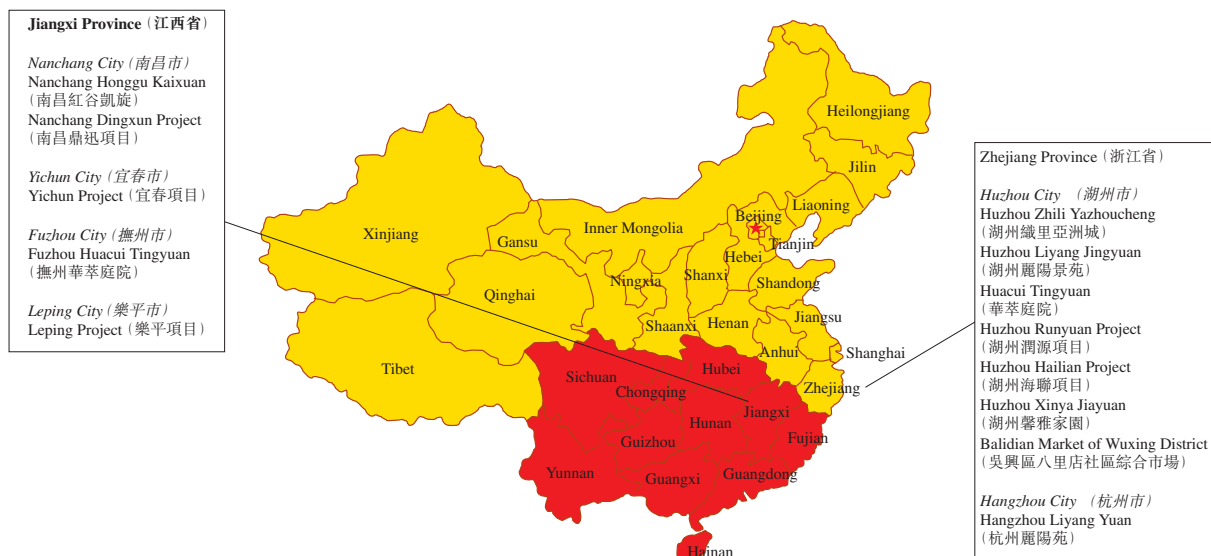 Jiangxi Province (江西省)
Nanchang City (南昌市)
Nanchang Honggu Kaixuan
(南昌紅谷凱旋)
Nanchang Dingxun Project
(南昌鼎迅項目)
Yichun City (宜春市)
Yichun Project (宜春項目)
Fuzhou City (撫州市)
Fuzhou Huacui Tingyuan
(撫州華萃庭院)
Leping City (樂平市)
Leping Project (樂平項目)
Heilongjiang
Jilin
Liaoning
Beijing
Tianjin
Inner Mongolia
Xinjiang
Gansu
Hebei
Shanxi
Ningxia
Shandong
Qinghai
Shaanxi
Henan
Jiangsu
Anhui
Shanghai
Tibet
Hubei
Zhejiang
Sichuan
Chongqing
Jiangxi
Hunan
Fujian
Guizhou
Yunnan
Guangxi
Guangdong
Hainan
Zhejiang Province (浙江省)
Huzhou City (湖州市)
Huzhou Zhili Yazhoucheng
(湖州織里亞洲城)
Huzhou Liyang Jingyuan
(湖州麗陽景苑)
Huacui Tingyuan
(華萃庭院)
Huzhou Runyuan Project
(湖州潤源項目)
Huzhou Hailian Project
(湖州海聯項目)
Huzhou Xinya Jiayuan
(湖州馨雅家園)
Balidian Market of Wuxing District
(吳興區八里店社區綜合市場)
Hangzhou City (杭州市)
Hangzhou Liyang Yuan
(杭州麗陽苑)